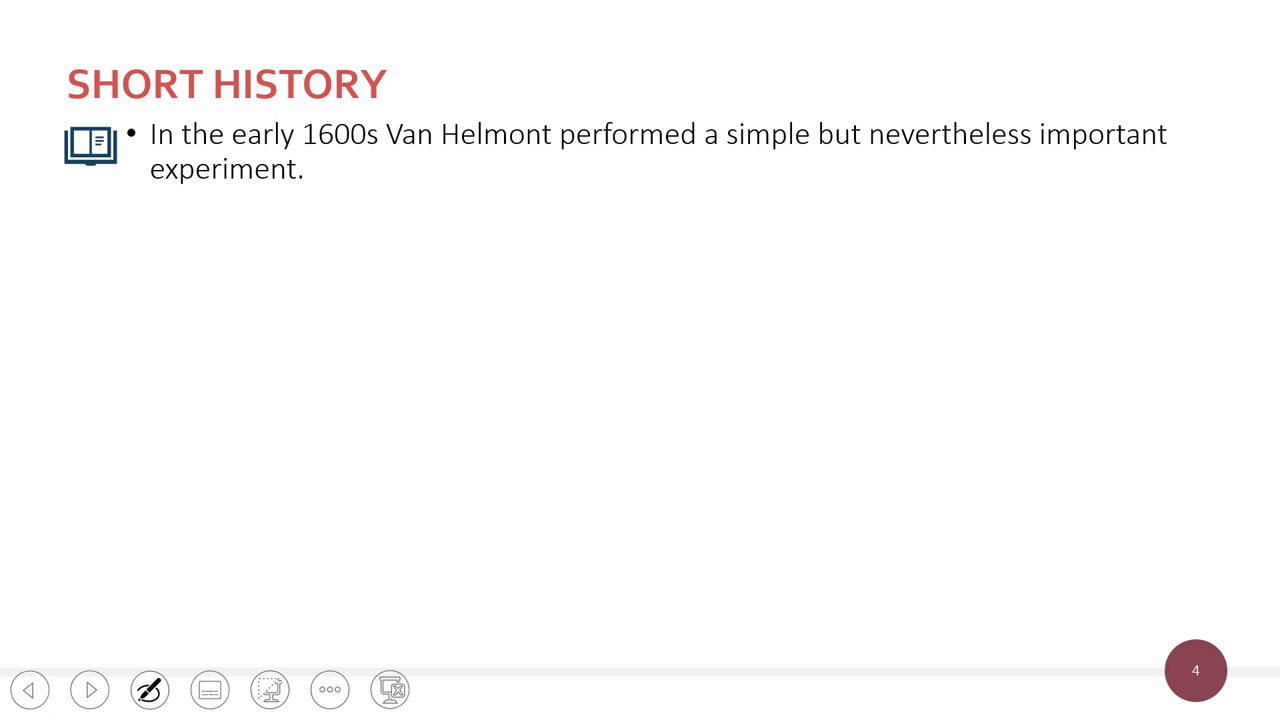 SHORT HISTORY
• In the early 1600s Van Helmont performed a simple but nevertheless important
experiment.
4